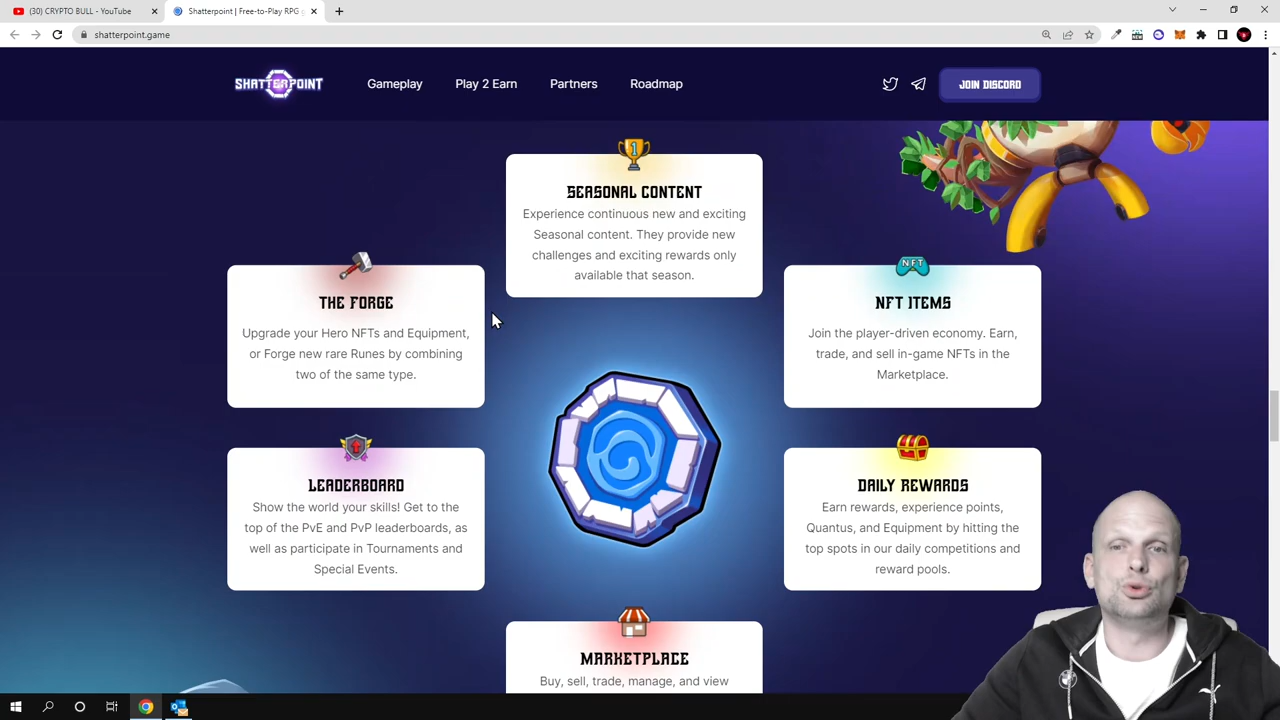 (30) CRYPTO BULL - YouTube
Shatterpoint | Free-to-Play RPG
shatterpoint.game
SHATTERPOINT
Gameplay
Play 2 Earn
Partners
Roadmap
JOIN DISCORD
1
SEASONAL CONTENT
Experience continuous new and exciting
Seasonal content. They provide new
challenges and exciting rewards only
available that season.
THE FORGE
Upgrade your Hero NFTs and Equipment,
or Forge new rare Runes by combining
two of the same type.
NFT
NFT ITEMS
Join the player-driven economy. Earn,
trade, and sell in-game NFTs in the
Marketplace.
LEADERBOARD
Show the world your skills! Get to the
top of the PvE and PvP leaderboards, as
well as participate in Tournaments and
Special Events.
DAILY REWARDS
Earn rewards, experience points,
Quantus, and Equipment by hitting the
top spots in our daily competitions and
reward pools.
MARKETPLACE
Buy, sell, trade, manage, and view